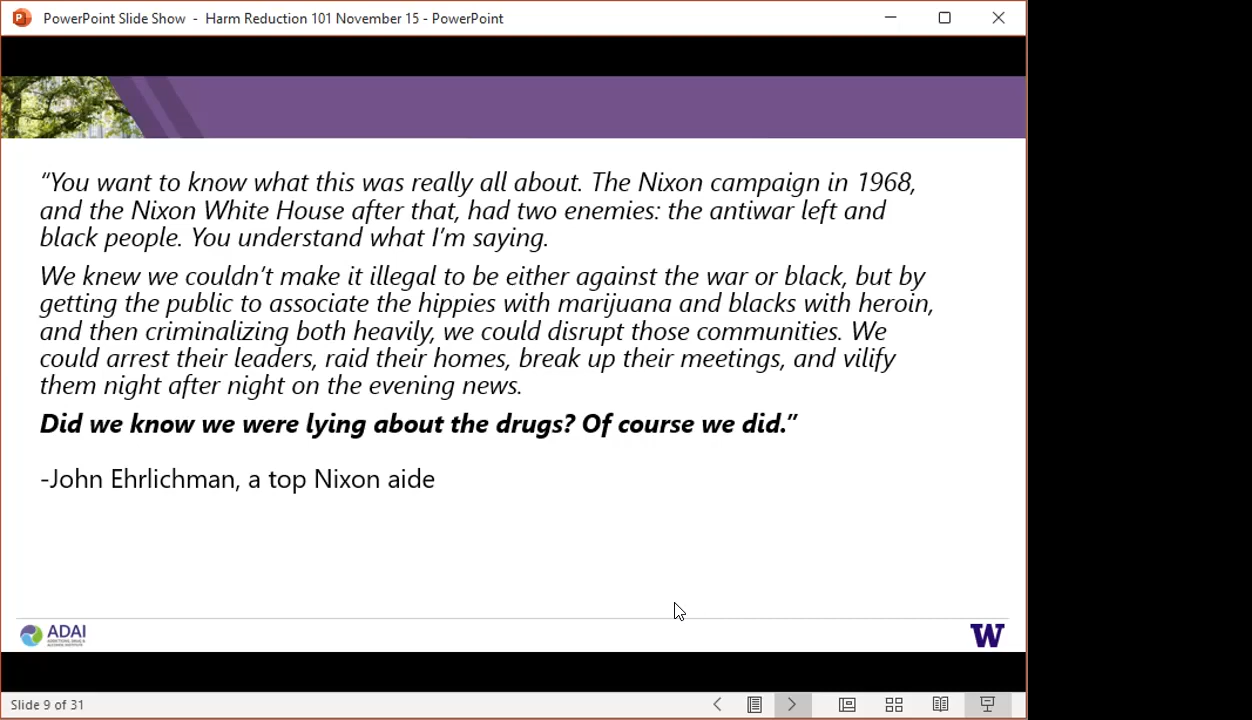 PowerPoint Slide Show - Harm Reduction 101 November 15 - PowerPoint
“You want to know what this was really all about. The Nixon campaign in 1968,
and the Nixon White House after that, had two enemies: the antiwar left and
black people. You understand what I’m saying.
We knew we couldn’t make it illegal to be either against the war or black, but by
getting the public to associate the hippies with marijuana and blacks with heroin,
and then criminalizing both heavily, we could disrupt those communities. We
could arrest their leaders, raid their homes, break up their meetings, and vilify
them night after night on the evening news.
Did we know we were lying about the drugs? Of course we did.”
-John Ehrlichman, a top Nixon aide
ADAI
W
Slide 9 of 31